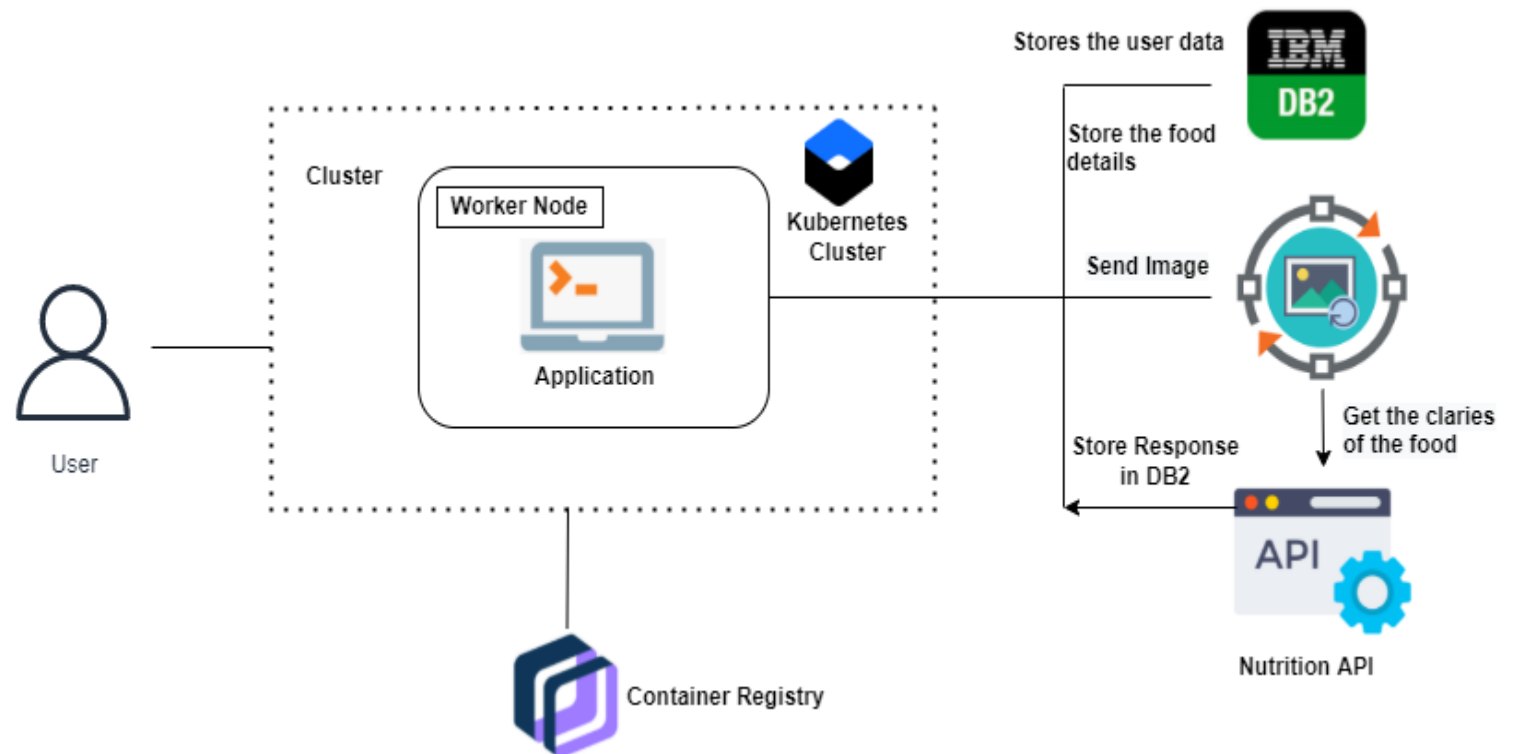 Stores the user data
IBM
DB2
Store the food
details
Cluster
Worker Node
Kubernetes
Cluster
Send Image
Application
Get the claries
of the food
Store Response
in DB2
User
API
Nutrition API
Container Registry